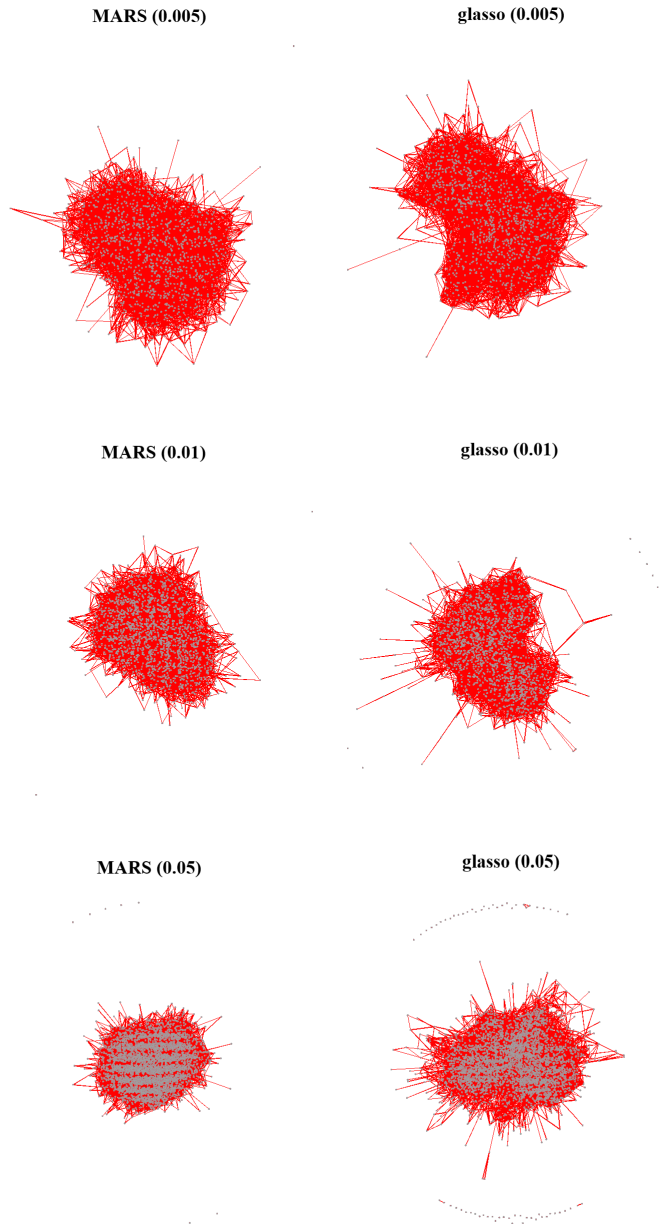 MARS (0.005)
glasso (0.005)
MARS (0.01)
glasso (0.01)
MARS (0.05)
glasso (0.05)